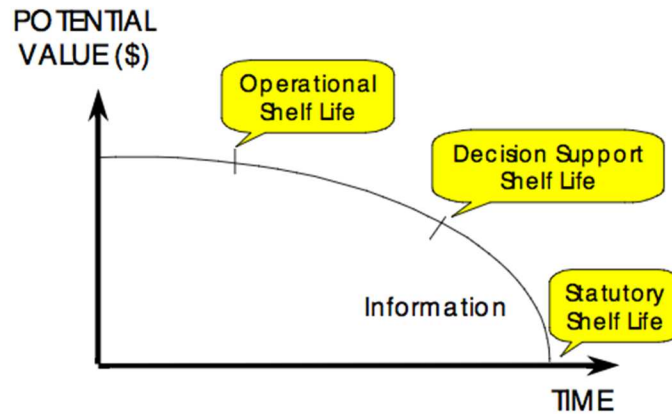 POTENTIAL
VALUE ($)
Operational
Shelf Life
Decision Support
Shelf Life
Information
Statutory
Shelf Life
TIME